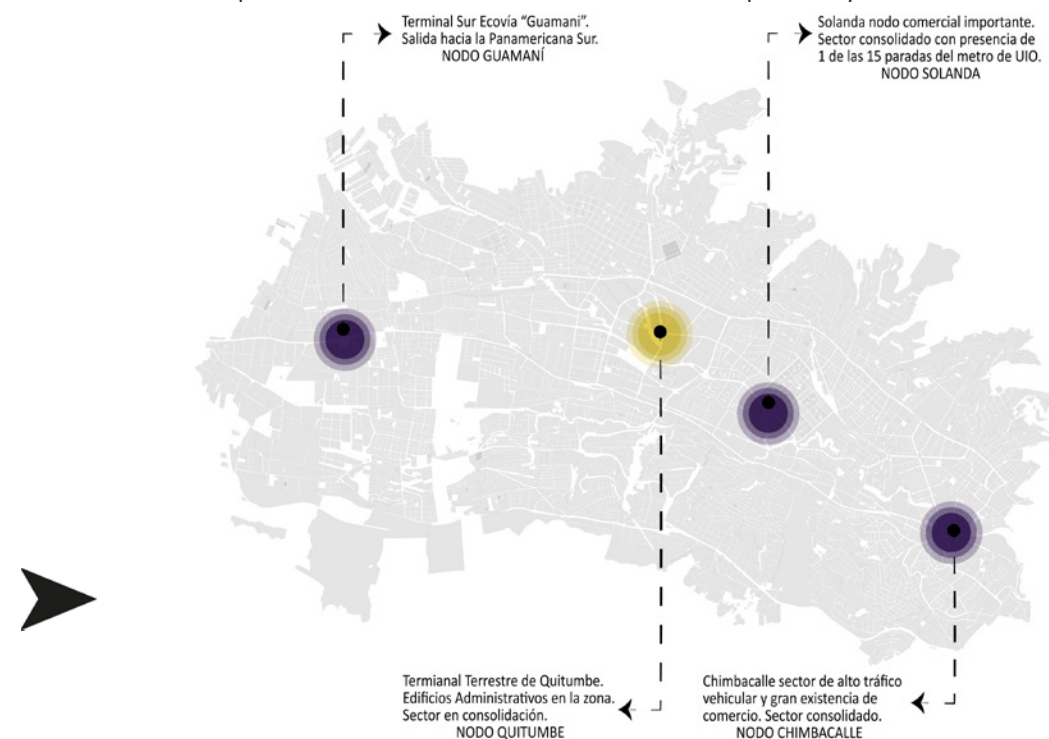 Terminal Sur Ecovía “Guamani”.
Salida hacia la Panamericana Sur.
NODO GUAMANÍ
Solanda nodo comercial importante.
Sector consolidado con presencia de
1 de las 15 paradas del metro de UIO.
NODO SOLANDA
Termianal Terrestre de Quitumbe.
Edificios Administrativos en la zona.
Sector en consolidación.
NODO QUITUMBE
Chimbacalle sector de alto tráfico
vehicular y gran existencia de
comercio. Sector consolidado.
NODO CHIMBACALLE